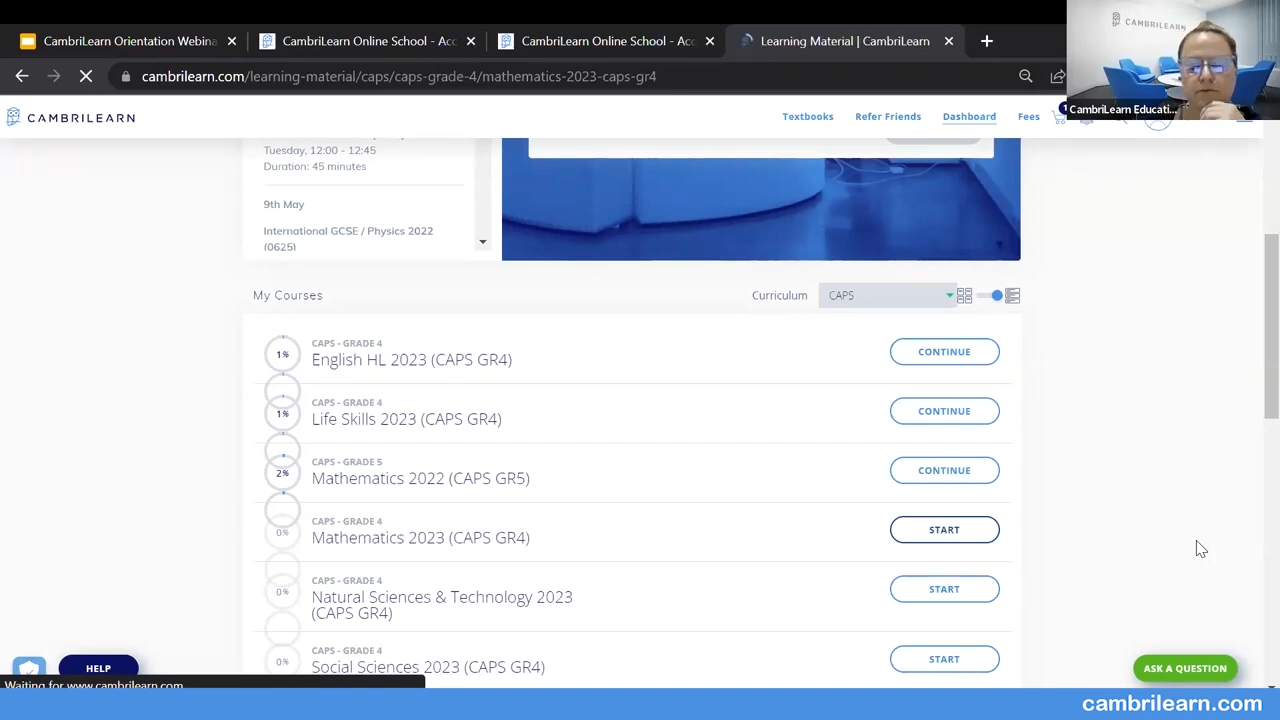 CambriLearn Orientation Webina
CambriLearn Online School - Acc
CambriLearn Online School - Acc
Learning Material | CambriLearn
cambrilearn.com/learning-material/caps/caps-grade-4/mathematics-2023-caps-gr4
CAMBRILEARN
CambriLearn Educati...
CAMBRILEARN
Textbooks
Refer Friends
Dashboard
Fees
1
Tuesday, 12:00 - 12:45
Duration: 45 minutes
9th May
International GCSE / Physics 2022
(0625)
My Courses
Curriculum
CAPS
1%
CAPS - GRADE 4
English HL 2023 (CAPS GR4)
CONTINUE
1%
CAPS - GRADE 4
Life Skills 2023 (CAPS GR4)
CONTINUE
2%
CAPS - GRADE 5
Mathematics 2022 (CAPS GR5)
CONTINUE
0%
CAPS - GRADE 4
Mathematics 2023 (CAPS GR4)
START
0%
CAPS - GRADE 4
Natural Sciences & Technology 2023
(CAPS GR4)
START
0%
CAPS - GRADE 4
Social Sciences 2023 (CAPS GR4)
START
HELP
ASK A QUESTION
Waiting for www.cambrilearn.com
cambrilearn.com